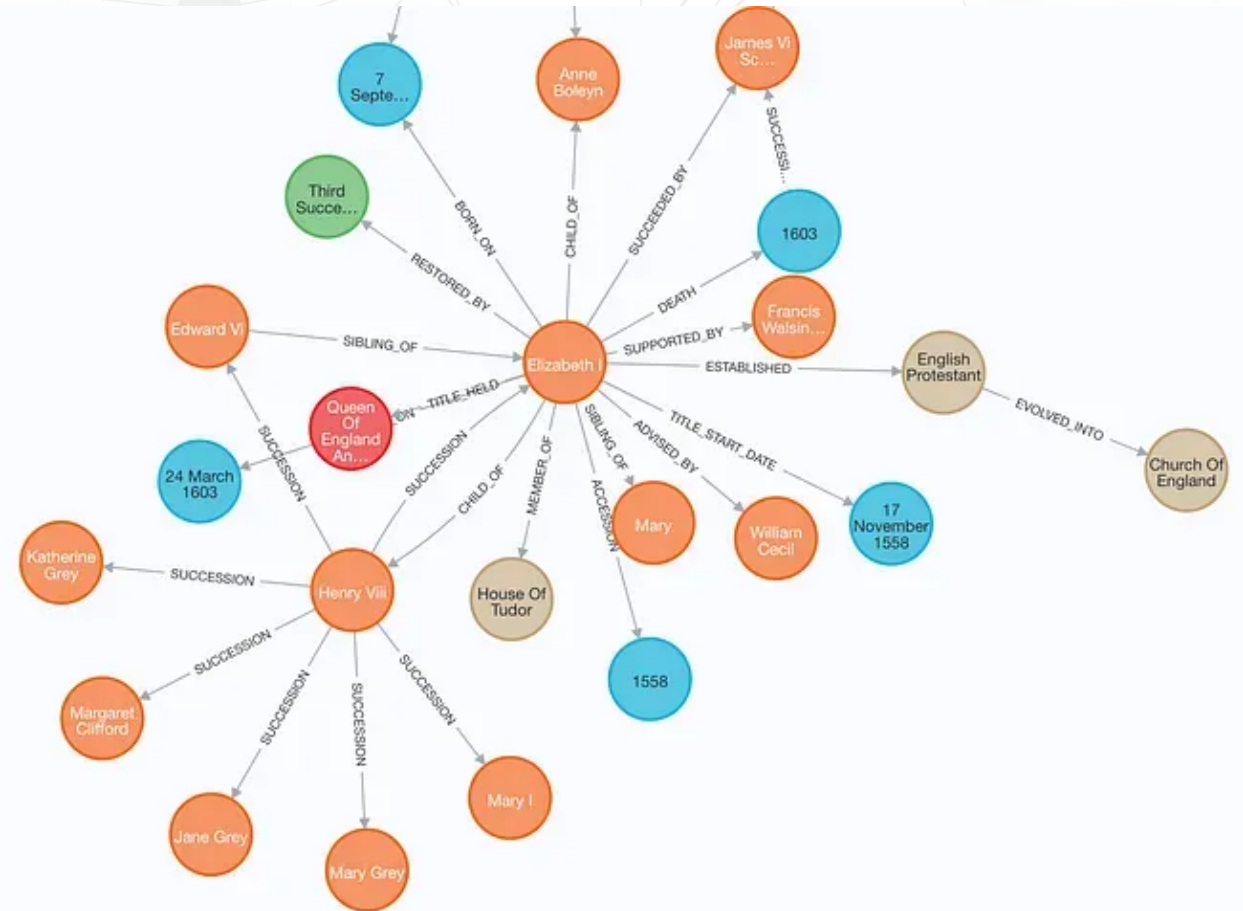 James Vi
Sc...
Anne
Boleyn
7
Septe...
SUCCESSI...
Third
Succe...
BORN_ON
CHILD_OF
SUCCEEDED_BY
1603
RESTORED_BY
DEATH
Edward Vi
SIBLING_OF
Elizabeth I
SUPPORTED_BY
Francis
Walsin...
ESTABLISHED
English
Protestant
EVOLVED_INTO
Church Of
England
Queen
Of
England
An...
ON
TITLE_HELD
SUCCESSION
24 March
1603
SUCCESSION
CHILD_OF
MEMBER_OF
SIBLING_OF
ACCESSION
ADVISED_BY
TITLE_START_DATE
Mary
William
Cecil
17
November
1558
Katherine
Grey
SUCCESSION
Henry Viii
House Of
Tudor
SUCCESSION
Margaret
Clifford
SUCCESSION
SUCCESSION
SUCCESSION
1558
Jane Grey
Mary Grey
Mary I